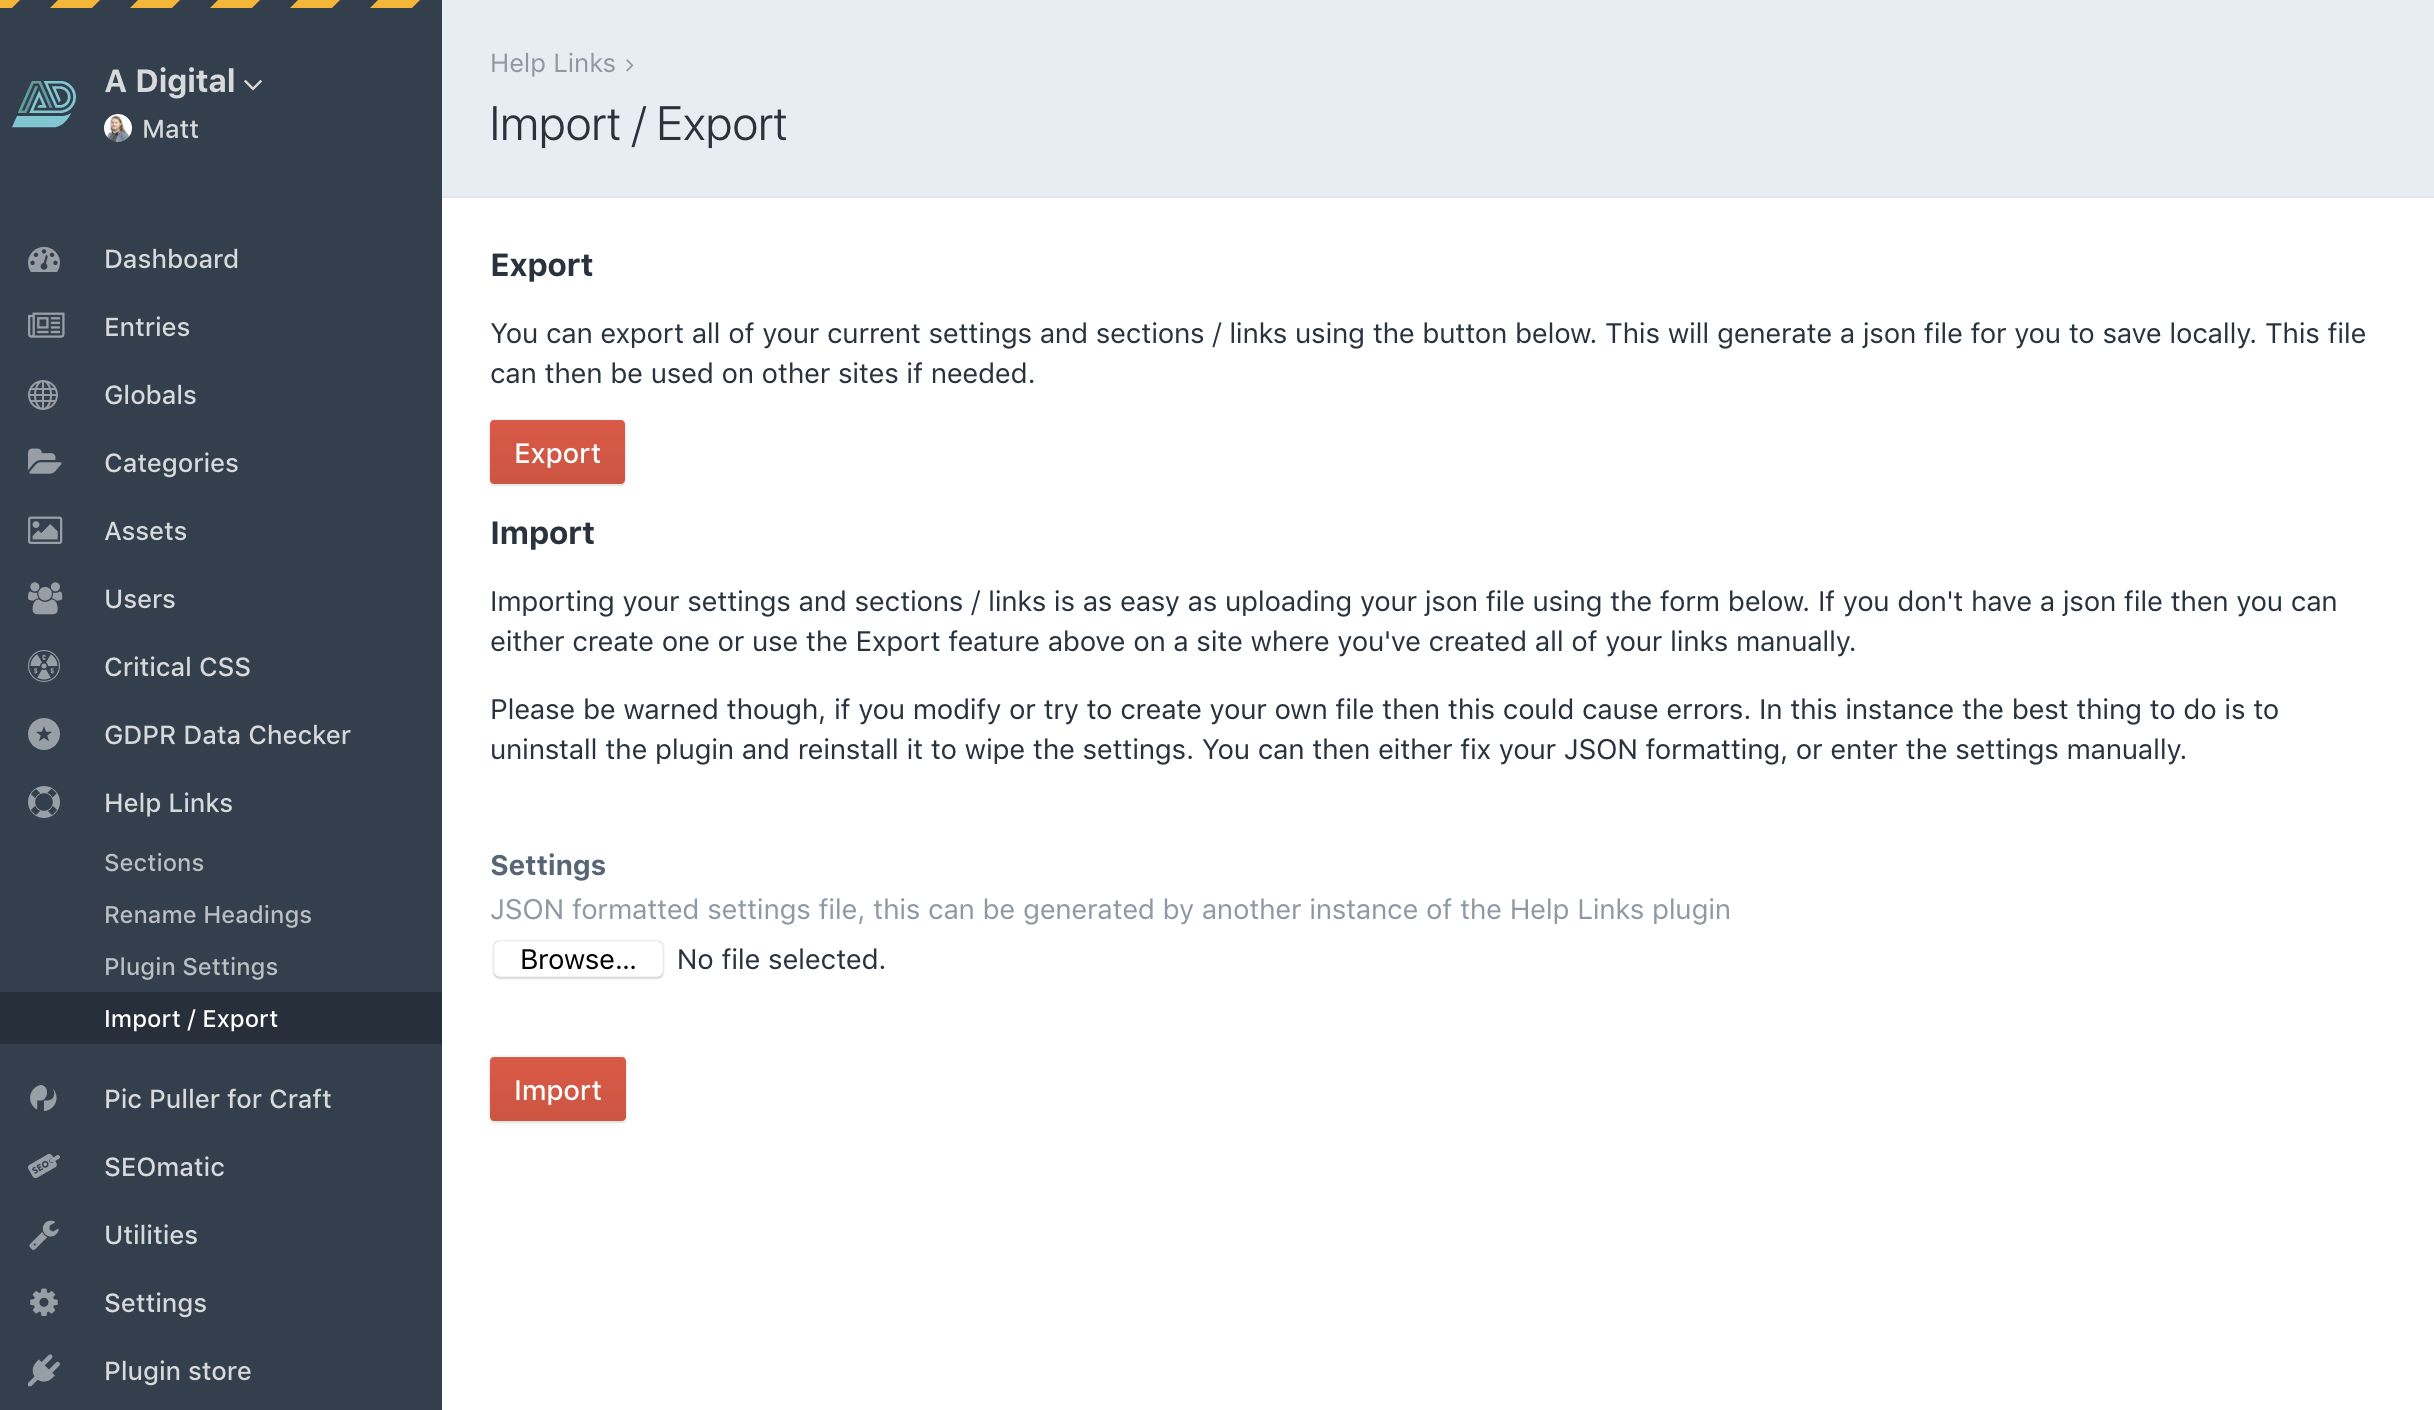 A Digital
Matt
Dashboard
Entries
Globals
Categories
Assets
Users
Critical CSS
GDPR Data Checker
Help Links
Sections
Rename Headings
Plugin Settings
Import / Export
Pic Puller for Craft
SEO
SEOmatic
Utilities
Settings
Plugin store
Help Links ›
Import / Export
Export
You can export all of your current settings and sections / links using the button below. This will generate a json file for you to save locally. This file
can then be used on other sites if needed.
Export
Import
Importing your settings and sections / links is as easy as uploading your json file using the form below. If you don't have a json file then you can
either create one or use the Export feature above on a site where you've created all of your links manually.
Please be warned though, if you modify or try to create your own file then this could cause errors. In this instance the best thing to do is to
uninstall the plugin and reinstall it to wipe the settings. You can then either fix your JSON formatting, or enter the settings manually.
Settings
JSON formatted settings file, this can be generated by another instance of the Help Links plugin
Browse... No file selected.
Import